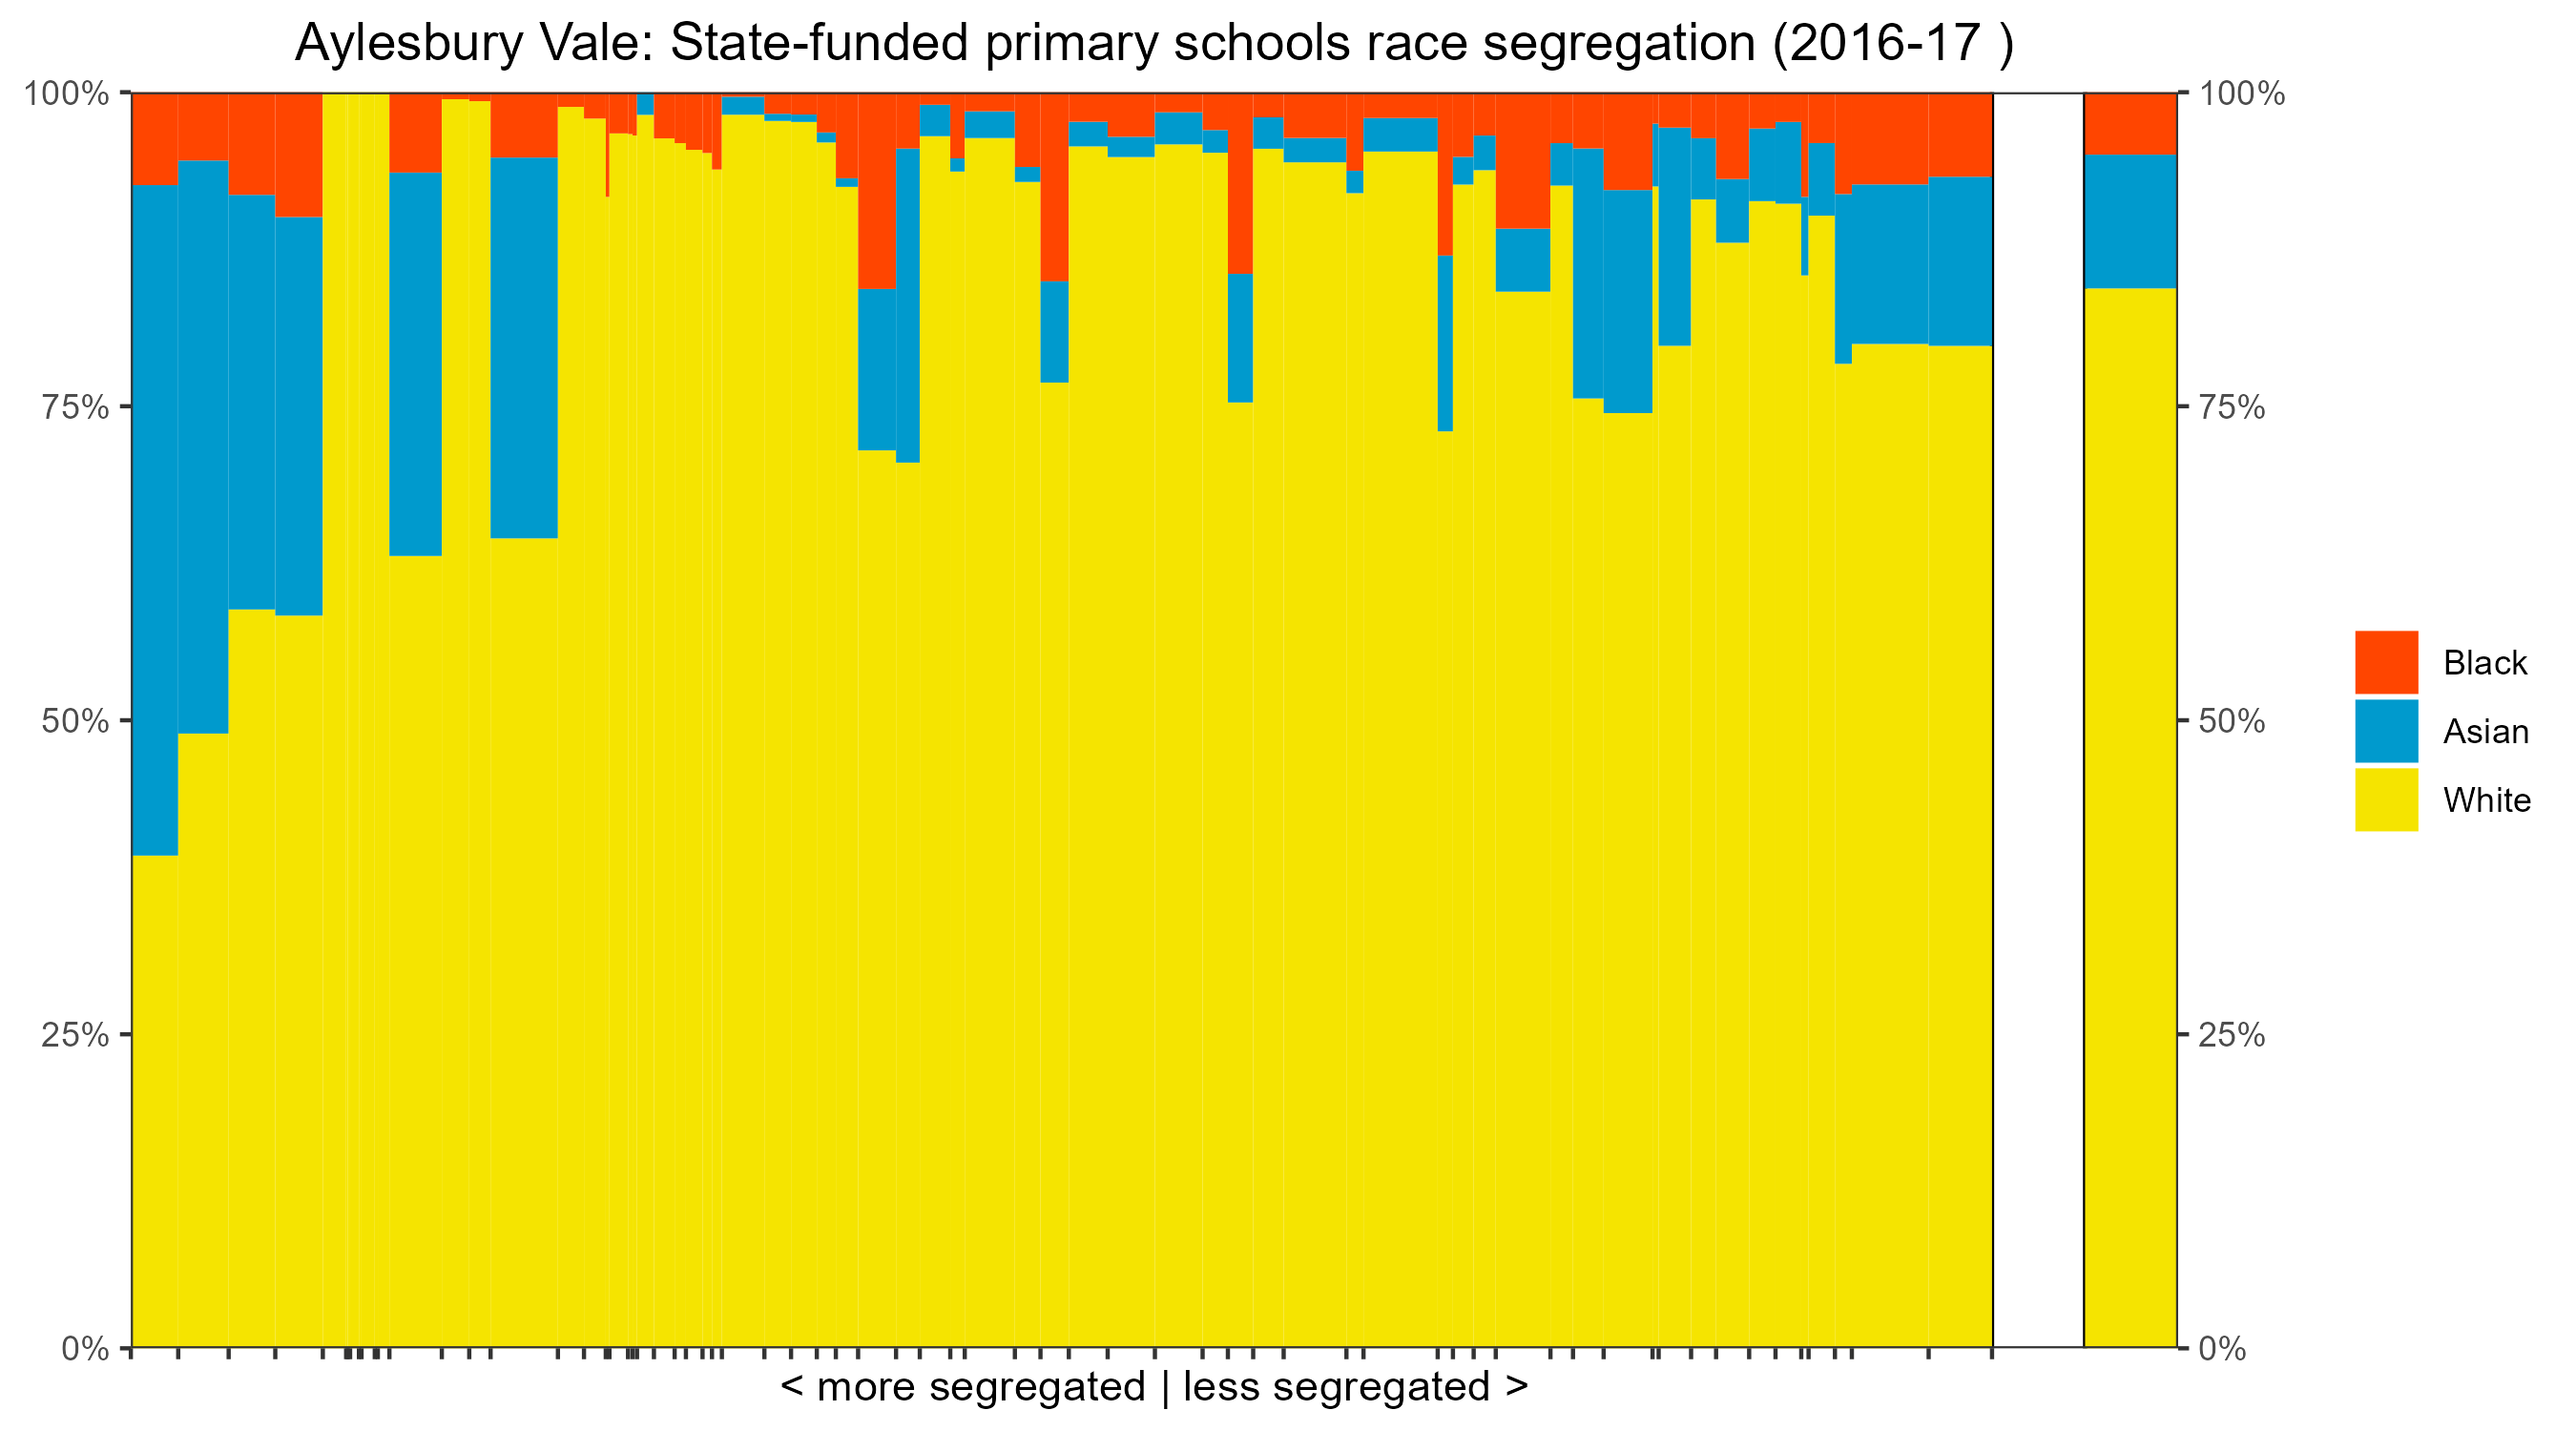 Aylesbury Vale: State-funded primary schools race segregation (2016-17 )
100%
75%
50%
25%
0%
100%
75%
50%
25%
0%
Black
Asian
White
< more segregated | less segregated >